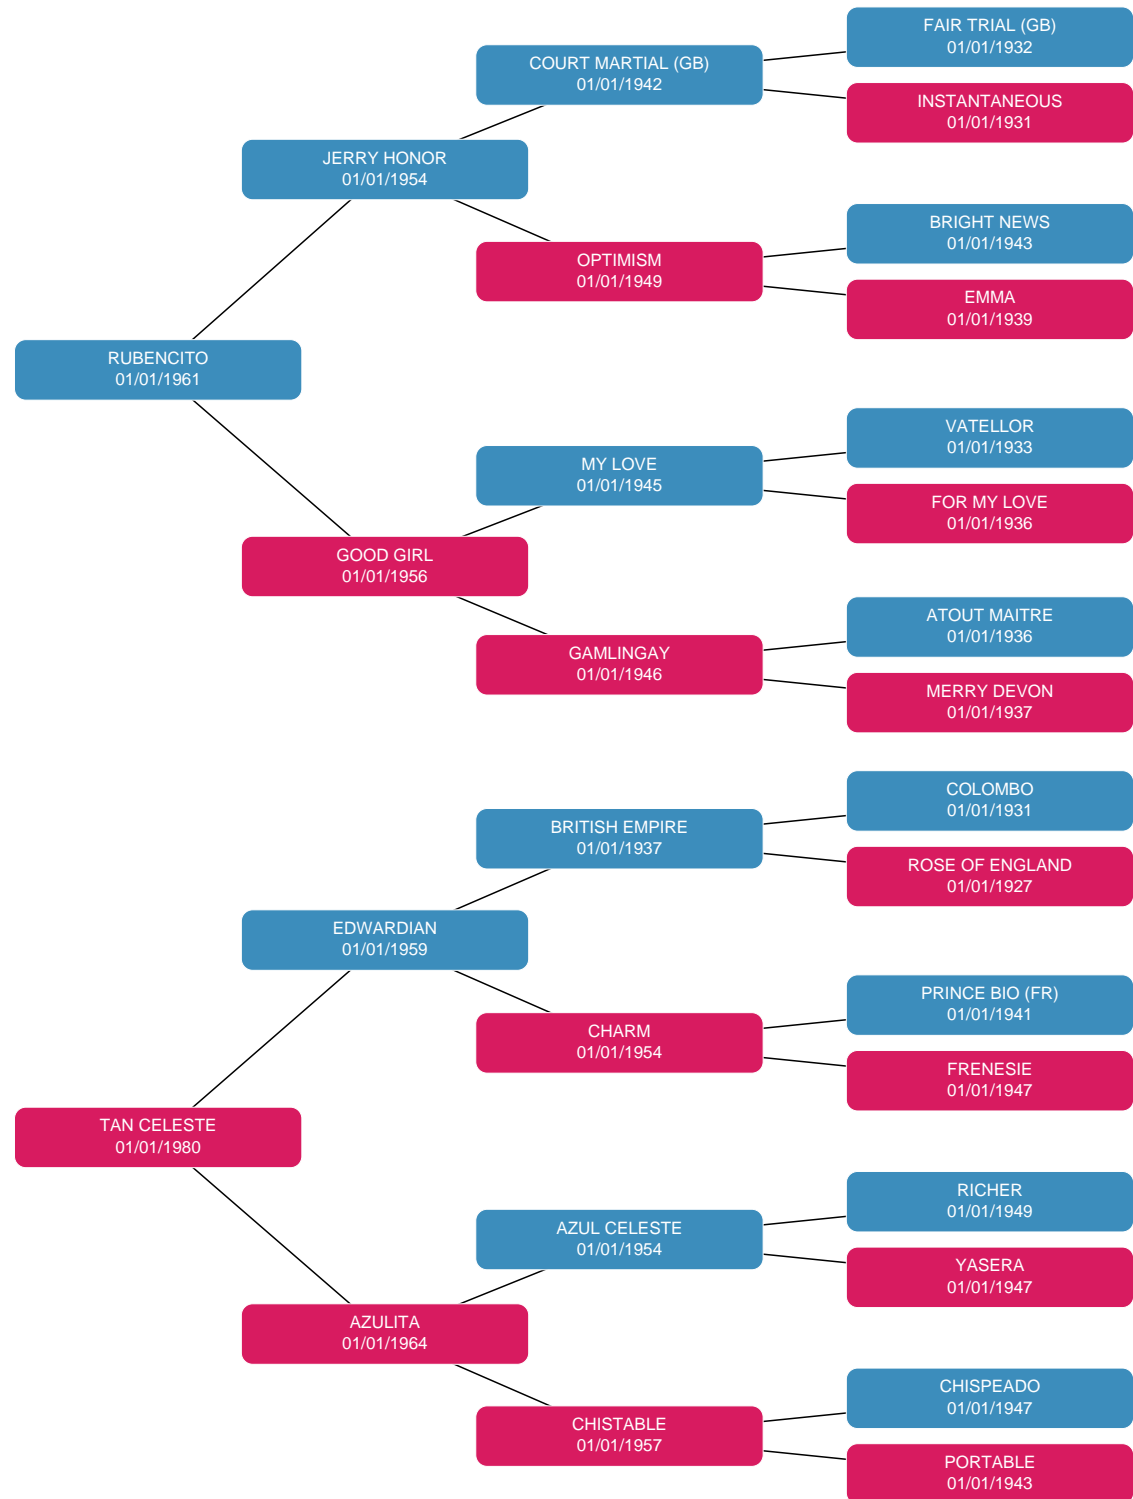 FAIR TRIAL (GB)
01/01/1932
COURT MARTIAL (GB)
01/01/1942
INSTANTANEOUS
01/01/1931
JERRY HONOR
01/01/1954
BRIGHT NEWS
01/01/1943
OPTIMISM
01/01/1949
EMMA
01/01/1939
RUBENCITO
01/01/1961
VATELLOR
01/01/1933
MY LOVE
01/01/1945
FOR MY LOVE
01/01/1936
GOOD GIRL
01/01/1956
ATOUT MAITRE
01/01/1936
GAMLINGAY
01/01/1946
MERRY DEVON
01/01/1937
COLOMBO
01/01/1931
BRITISH EMPIRE
01/01/1937
ROSE OF ENGLAND
01/01/1927
EDWARDIAN
01/01/1959
PRINCE BIO (FR)
01/01/1941
CHARM
01/01/1954
FRENESIE
01/01/1947
TAN CELESTE
01/01/1980
RICHER
01/01/1949
AZUL CELESTE
01/01/1954
YASERA
01/01/1947
AZULITA
01/01/1964
CHISPEADO
01/01/1947
CHISTABLE
01/01/1957
PORTABLE
01/01/1943